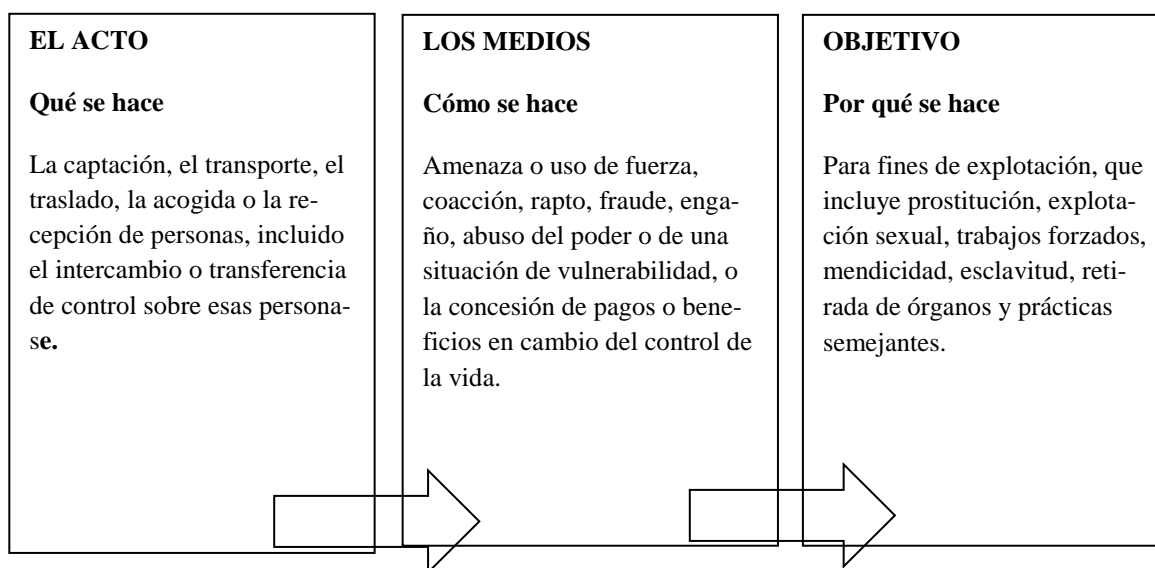 EL ACTO
Qué se hace
La captación, el transporte, el
traslado, la acogida o la re-
cepción de personas, incluido
el intercambio o transferencia
de control sobre esas persona-
se.
LOS MEDIOS
Cómo se hace
Amenaza o uso de fuerza,
coacción, rapto, fraude, enga-
ño, abuso del poder o de una
situación de vulnerabilidad, o
la concesión de pagos o bene-
ficios en cambio del control de
la vida.
OBJETIVO
Por qué se hace
Para fines de explotación, que
incluye prostitución, explota-
ción sexual, trabajos forzados,
mendicidad, esclavitud, reti-
rada de órganos y prácticas
semejantes.